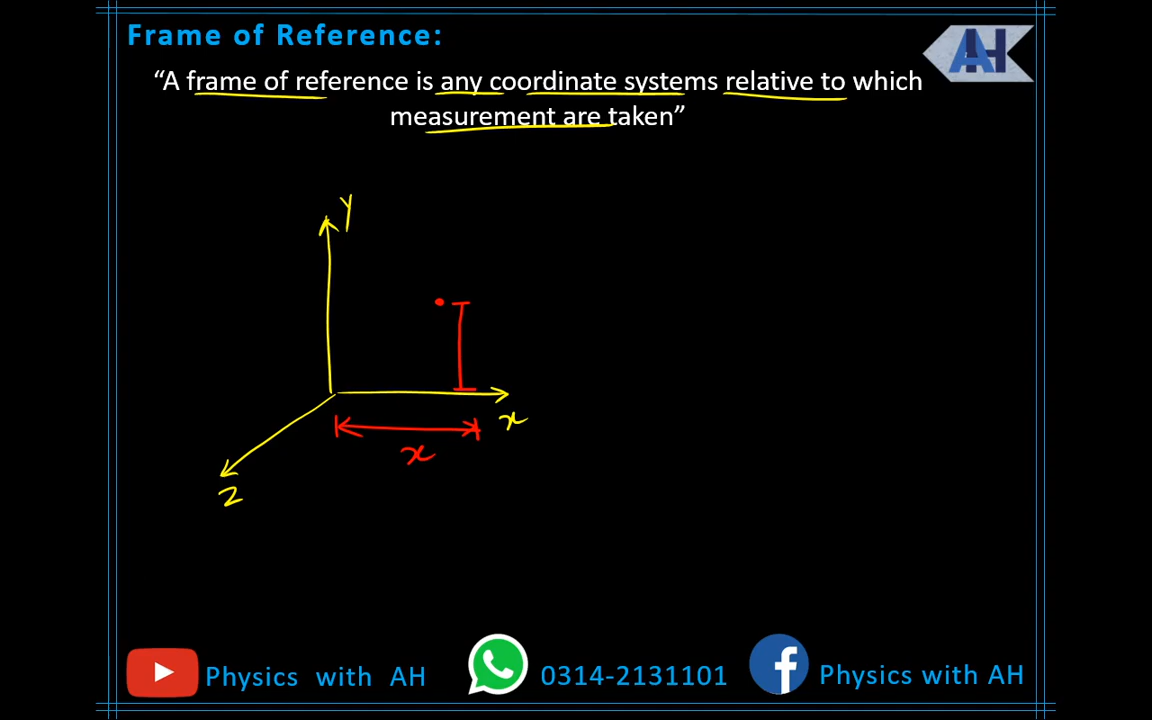 Frame of Reference:
AH
“A frame of reference is any coordinate systems relative to which
measurement are taken”
y
x
x
z
Physics with AH
0314-2131101
Physics with AH